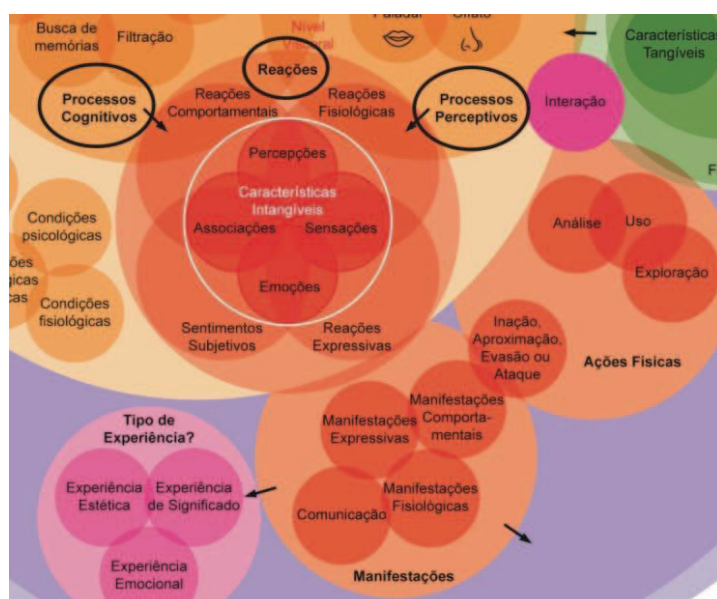 Nível
Visceral
Paladar
Olfato
Busca de
memórias
Filtração
Características
Tangíveis
Reações
Processos
Cognitivos
Reações
Comportamentais
Reações
Fisiológicas
Processos
Perceptivos
Interação
Percepções
Características
Intangíveis
Associações
Sensações
Emoções
Condições
psicológicas
Condições
fisiológicas
Sentimentos
Subjetivos
Reações
Expressivas
Análise
Uso
Exploração
Inação,
Aproximação,
Evasão ou
Ataque
Ações Físicas
Manifestações
Expressivas
Manifestações
Comporta-
mentais
Manifestações
Fisiológicas
Comunicação
Manifestações
Tipo de
Experiência?
Experiência
Estética
Experiência
de Significado
Experiência
Emocional